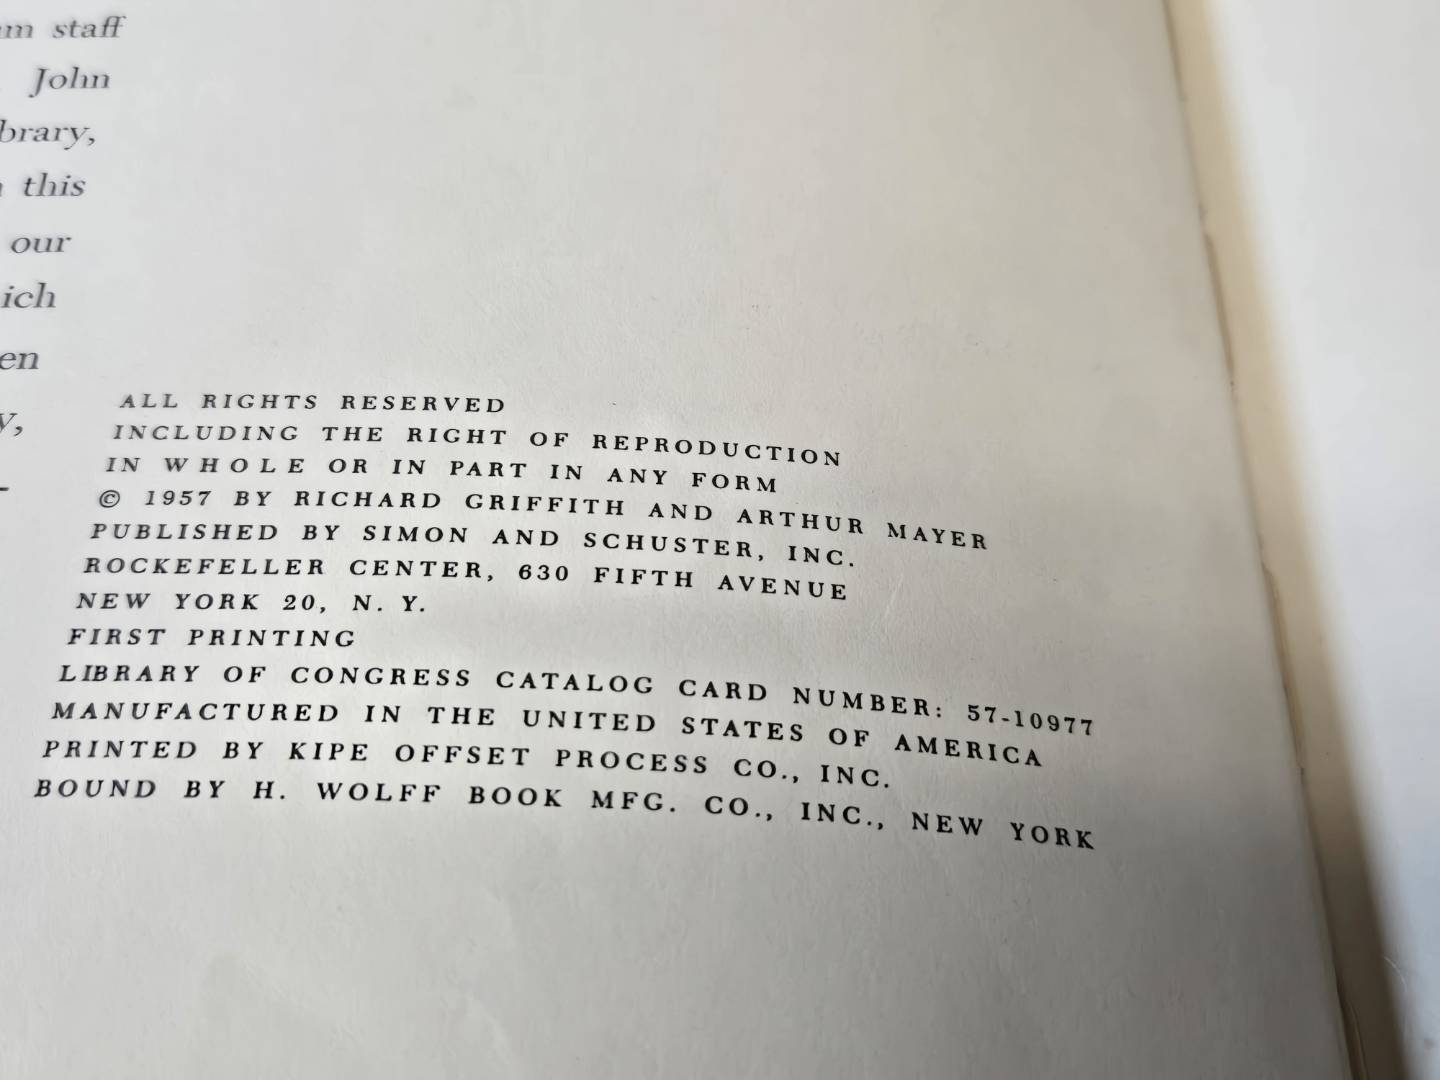 staff
John
this
our
ALL RIGHTS RESERVED
INCLUDING THE RIGHT OF REPRODUCTION
IN WHOLE OR IN PART IN ANY FORM
© 1957 BY RICHARD GRIFFITH AND ARTHUR MAYER
PUBLISHED BY SIMON AND SCHUSTER, INC.
ROCKEFELLER CENTER, 630 FIFTH AVENUE
NEW YORK 20, N. Y.
FIRST PRINTING
LIBRARY OF CONGRESS CATALOG CARD NUMBER: 57-10977
MANUFACTURED IN THE UNITED STATES OF AMERICA
PRINTED BY KIPE OFFSET PROCESS CO., INC.
BOUND BY H. WOLFF BOOK MFG. CO., INC., NEW YORK